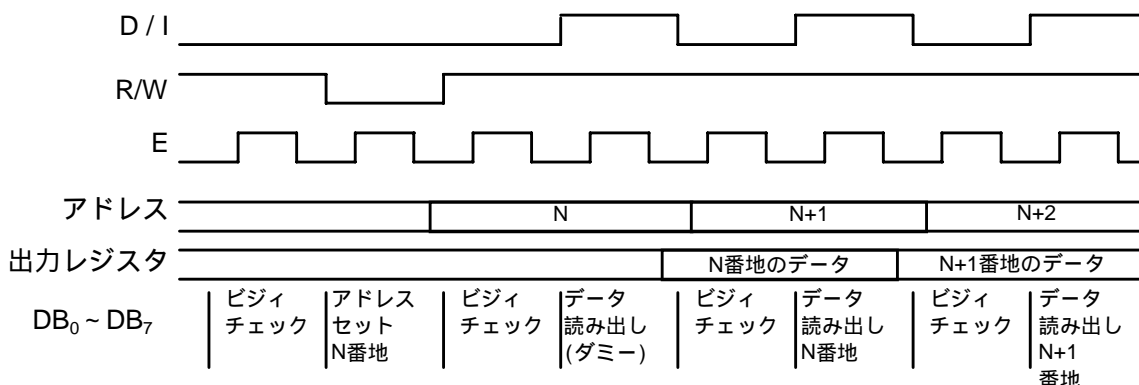 D / I
R/W
E
アドレス N N+1 N+2
出力レジスタ N番地のデータ N+1番地のデータ
DB0 ~ DB7
ビジィ
チェック
アドレス
セット
N番地
ビジィ
チェック
データ
読み出し
(ダミー)
ビジィ
チェック
データ
読み出し
N番地
ビジィ
チェック
データ
読み出し
N+1
番地